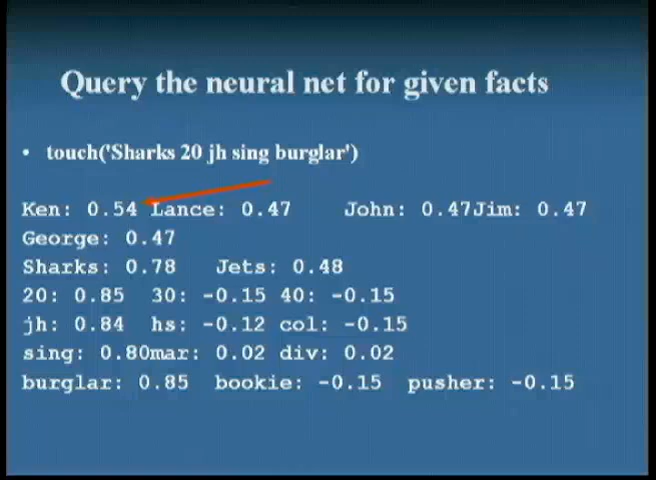 Query the neural net for given facts
• touch('Sharks 20 jh sing burglar')
Ken: 0.54 Lance: 0.47 John: 0.47Jim: 0.47
George: 0.47
Sharks: 0.78 Jets: 0.48
20: 0.85 30: -0.15 40: -0.15
jh: 0.84 hs: -0.12 col: -0.15
sing: 0.80mar: 0.02 div: 0.02
burglar: 0.85 bookie: -0.15 pusher: -0.15